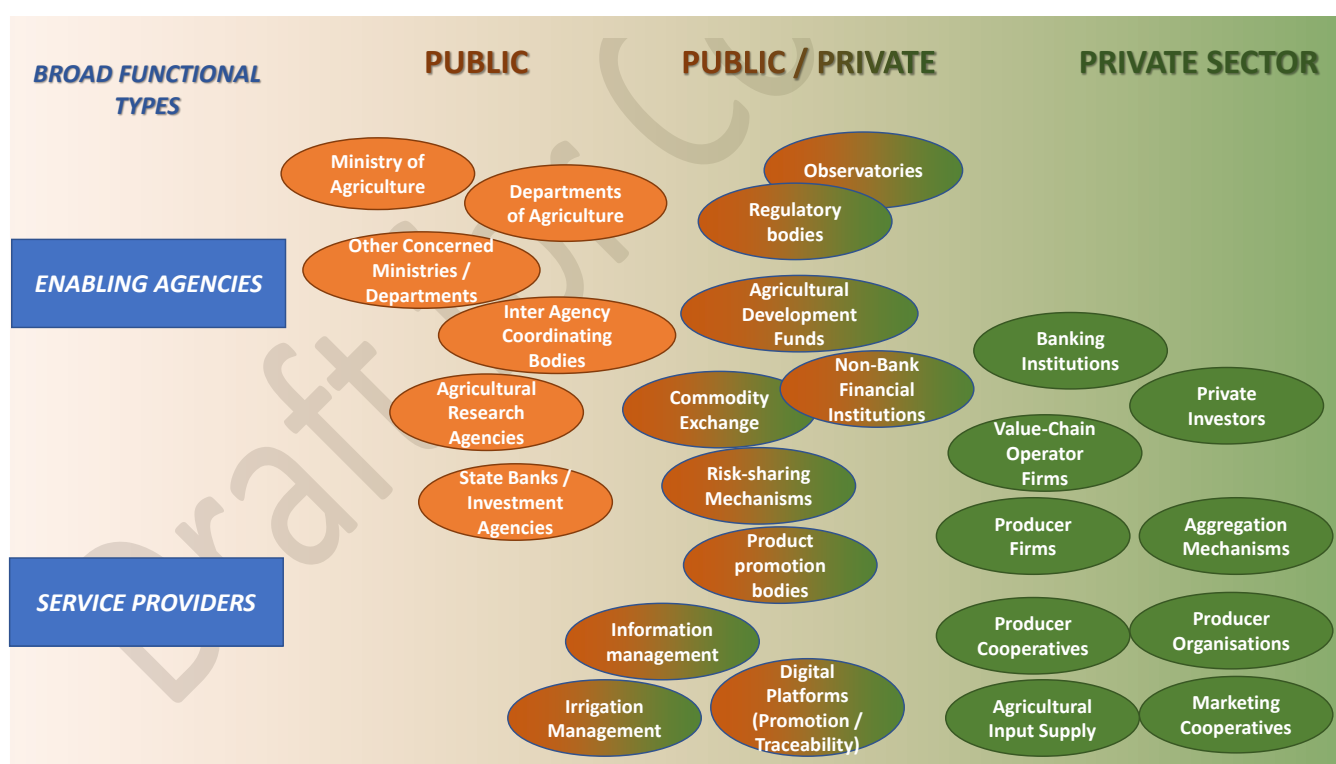 BROAD FUNCTIONAL
TYPES
PUBLIC
PUBLIC / PRIVATE
PRIVATE SECTOR
Ministry of
Agriculture
Departments
of Agriculture
Other Concerned
Ministries /
Departments
Inter Agency
Coordinating
Bodies
Agricultural
Research
Agencies
State Banks /
Investment
Agencies
Observatories
Regulatory
bodies
Agricultural
Development
Funds
Non-Bank
Financial
Institutions
Commodity
Exchange
Risk-sharing
Mechanisms
Product
promotion
bodies
Information
management
Irrigation
Management
Digital
Platforms
(Promotion /
Traceability)
Banking
Institutions
Private
Investors
Value-Chain
Operator
Firms
Producer
Firms
Aggregation
Mechanisms
Producer
Cooperatives
Producer
Organisations
Agricultural
Input Supply
Marketing
Cooperatives
ENABLING AGENCIES
SERVICE PROVIDERS
Draft